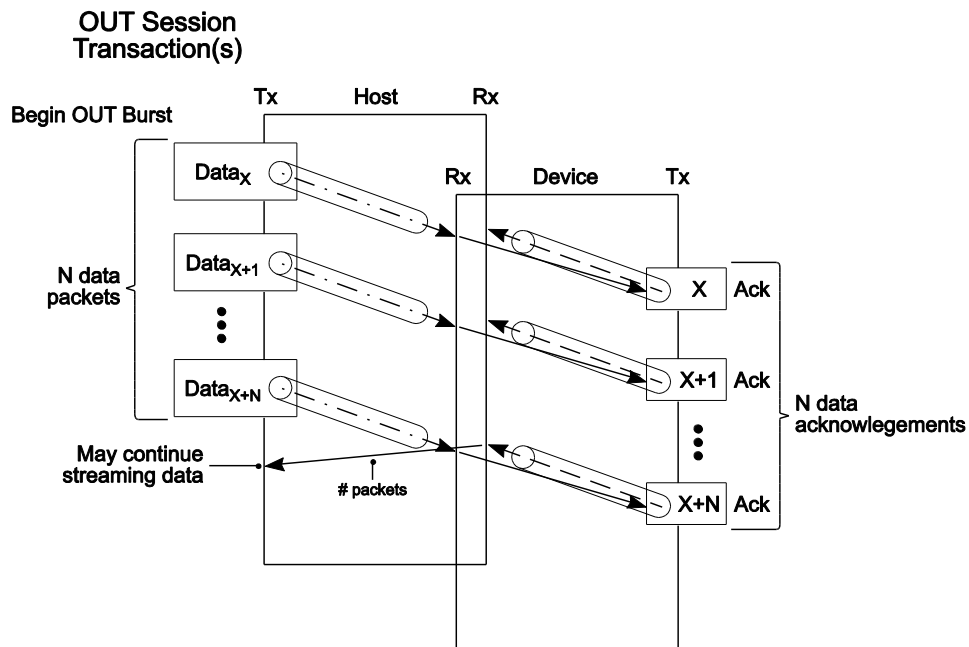 OUT Session
Transaction(s)
Tx Host Rx
Begin OUT Burst
DataX
Rx Device Tx
DataX+1
N data
packets
X Ack
DataX+N
X+1 Ack
N data
acknowlegements
May continue
streaming data
# packets
X+N Ack